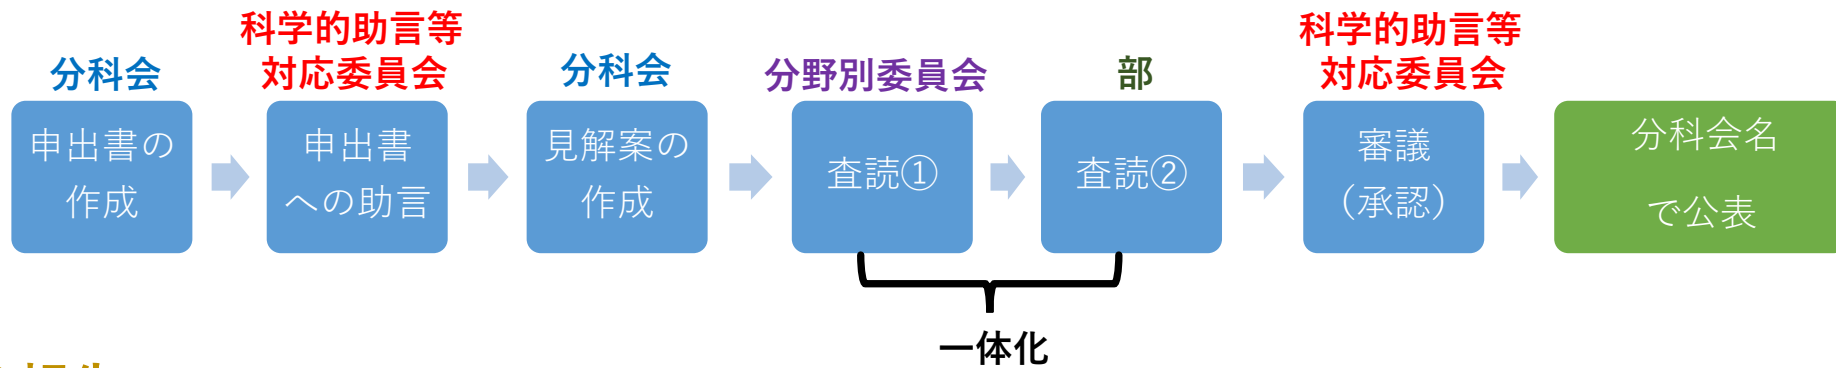 分科会
申出書の
作成
科学的助言等
対応委員会
申出書
への助言
分科会
見解案の
作成
分野別委員会
査読①
部
査読②
一体化
科学的助言等
対応委員会
審議
（承認）
分科会名
で公表